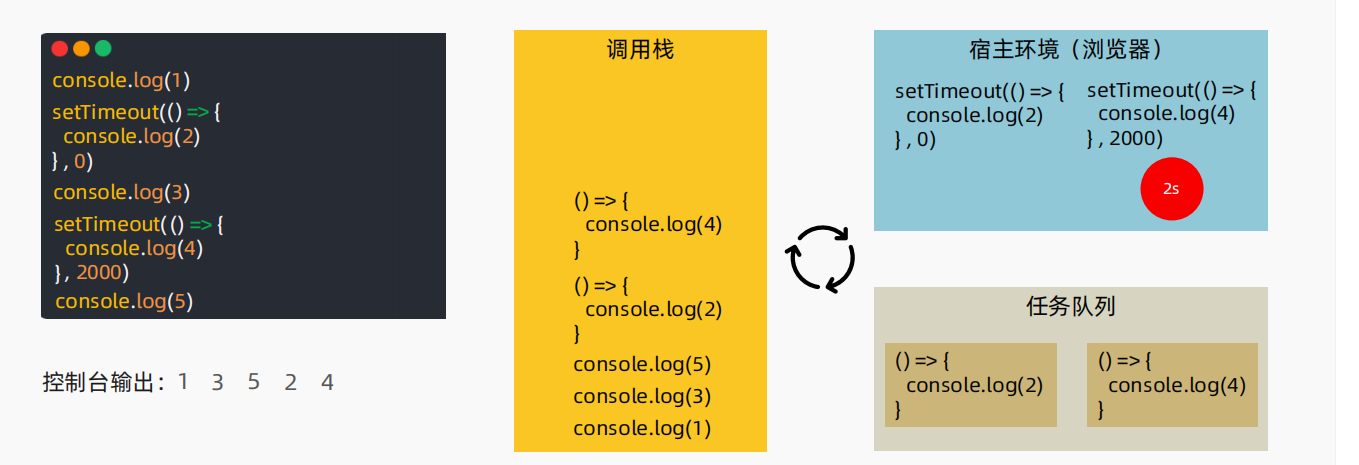 console.log(1)
setTimeout(() => {
  console.log(2)
} , 0)
console.log(3)
setTimeout(() => {
  console.log(4)
} , 2000)
console.log(5)
控制台输出：1 3 5 2 4
调用栈
() => {
  console.log(4)
}
() => {
  console.log(2)
}
console.log(5)
console.log(3)
console.log(1)
宿主环境（浏览器）
setTimeout(() => {
  console.log(2)
} , 0)
setTimeout(() => {
  console.log(4)
} , 2000)
2s
任务队列
() => {
  console.log(2)
}
() => {
  console.log(4)
}